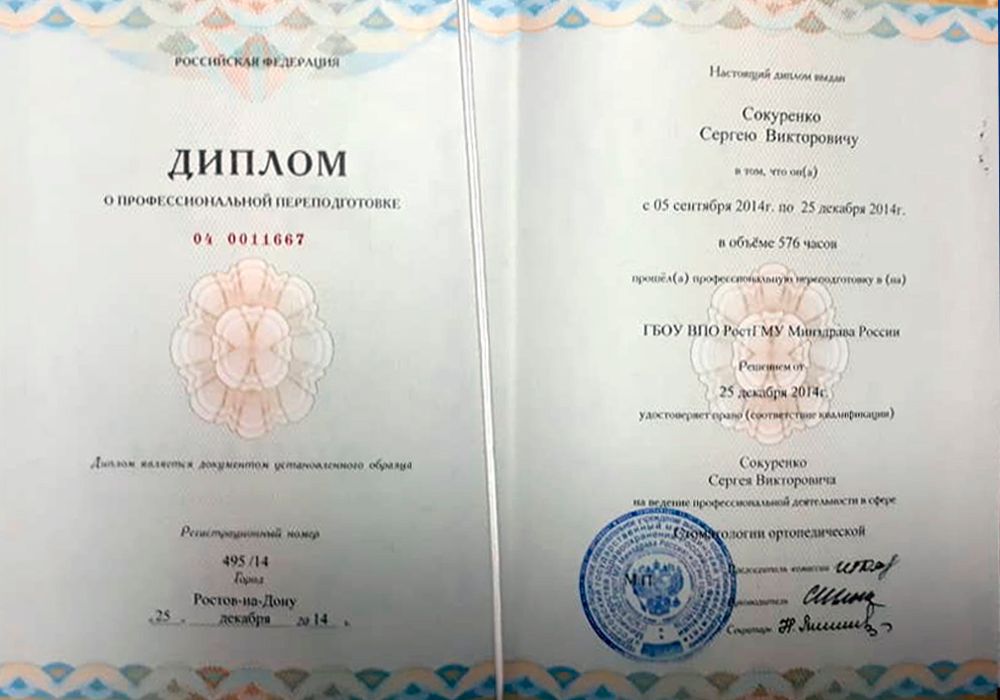 РОССИЙСКАЯ ФЕДЕРАЦИЯ
ДИПЛОМ
О ПРОФЕССИОНАЛЬНОЙ ПЕРЕПОДГОТОВКЕ
04 0011667
Диплом является документом установленного образца
Регистрационный номер
495 /14
Город
Ростов-на-Дону
„25 „ декабря 20 14 г.
Настоящий диплом выдан
Сокуренко
Сергею Викторовичу
в том, что он(а)
с 05 сентября 2014г. по 25 декабря 2014г.
в объёме 576 часов
прошёл(а) профессиональную переподготовку в (на)
ГБОУ ВПО РостГМУ Минздрава России
Решением от
25 декабря 2014г.
удостоверяет право (соответствие квалификации)
Сокуренко
Сергея Викторовича
на ведение профессиональной деятельности в сфере
Стоматологии ортопедической
М.П.
Председатель комиссии
Руководитель
Секретарь